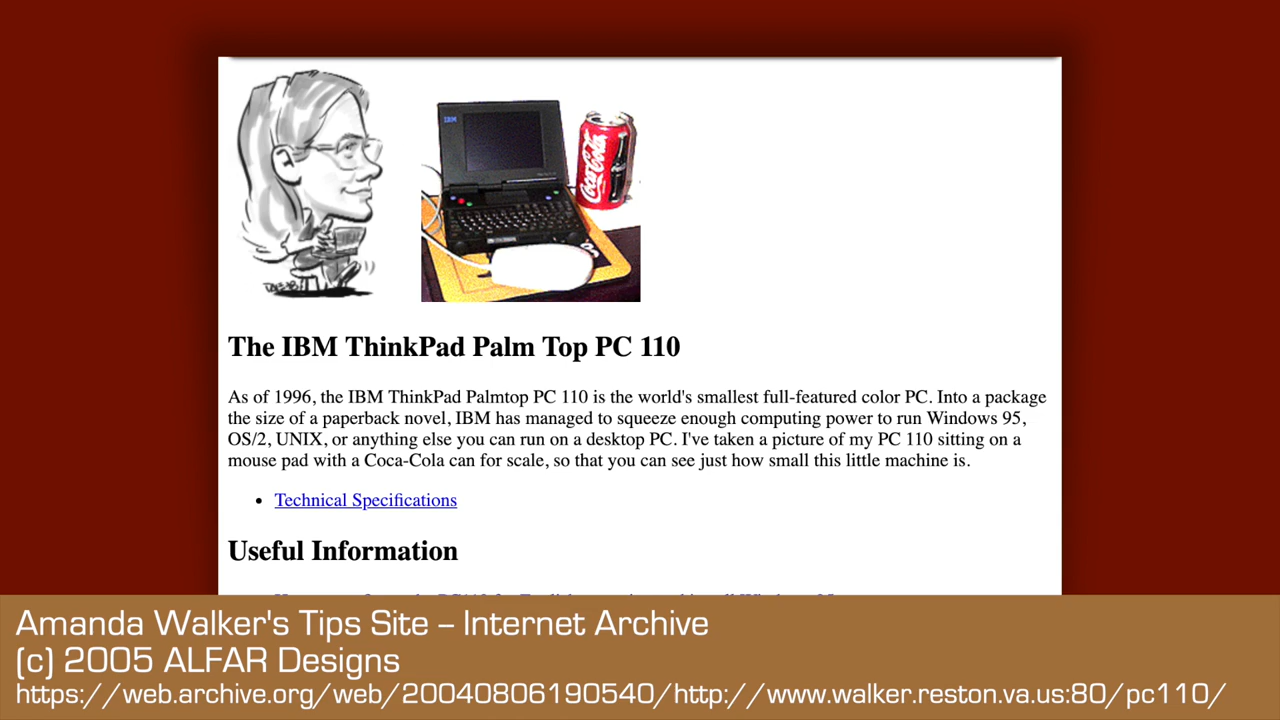 IBM
Coca-Cola
The IBM ThinkPad Palm Top PC 110
As of 1996, the IBM ThinkPad Palmtop PC 110 is the world's smallest full-featured color PC. Into a package
the size of a paperback novel, IBM has managed to squeeze enough computing power to run Windows 95,
OS/2, UNIX, or anything else you can run on a desktop PC. I've taken a picture of my PC 110 sitting on a
mouse pad with a Coca-Cola can for scale, so that you can see just how small this little machine is.
• Technical Specifications
Useful Information
Amanda Walker's Tips Site – Internet Archive
(c) 2005 ALFAR Designs
https://web.archive.org/web/20040806190540/http://www.walker.reston.va.us:80/pc110/